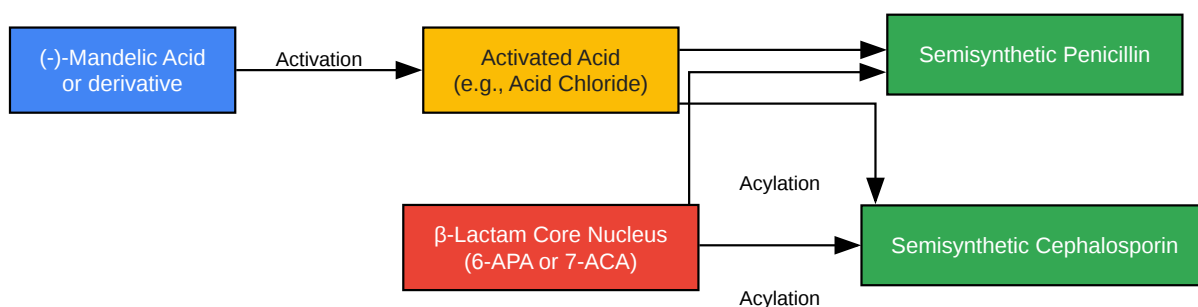 (-)-Mandelic Acid
or derivative
Activation
Activated Acid
(e.g., Acid Chloride)
Semisynthetic Penicillin
Acylation
β-Lactam Core Nucleus
(6-APA or 7-ACA)
Semisynthetic Cephalosporin
Acylation